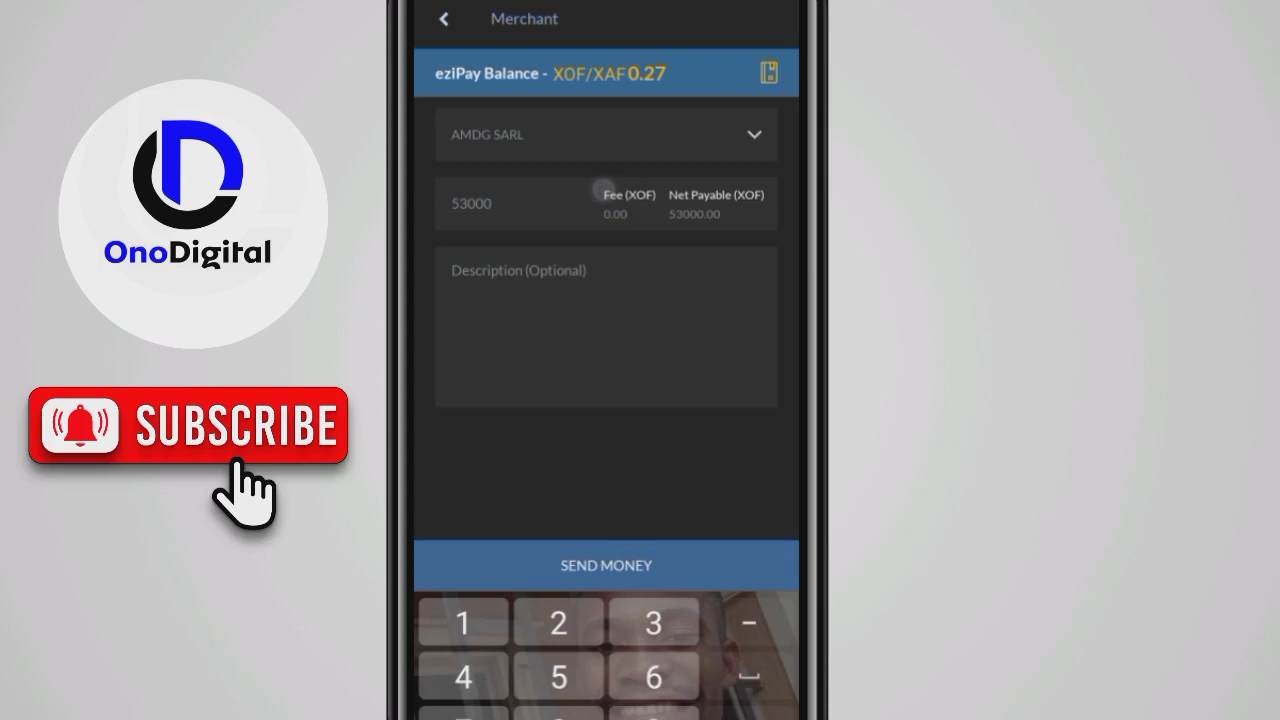 Merchant
eziPay Balance - XOF/XAF 0.27
AMDG SARL
53000
Fee (XOF) Net Payable (XOF)
0.00 53000.00
Description (Optional)
SEND MONEY
1 2 3 -
4 5 6
OnoDigital
SUBSCRIBE